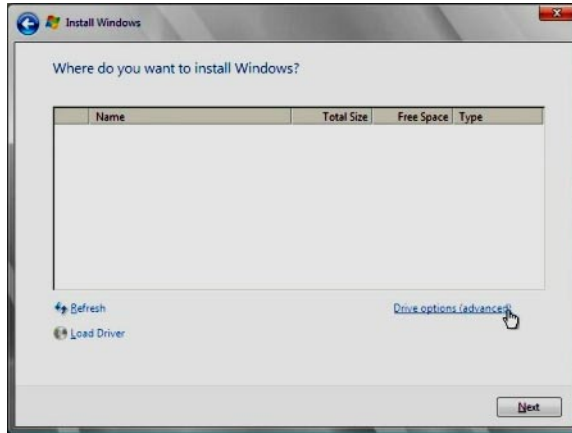 Install Windows
Where do you want to install Windows?
Name Total Size Free Space Type
Refresh Drive options (advanced)
Load Driver
Next